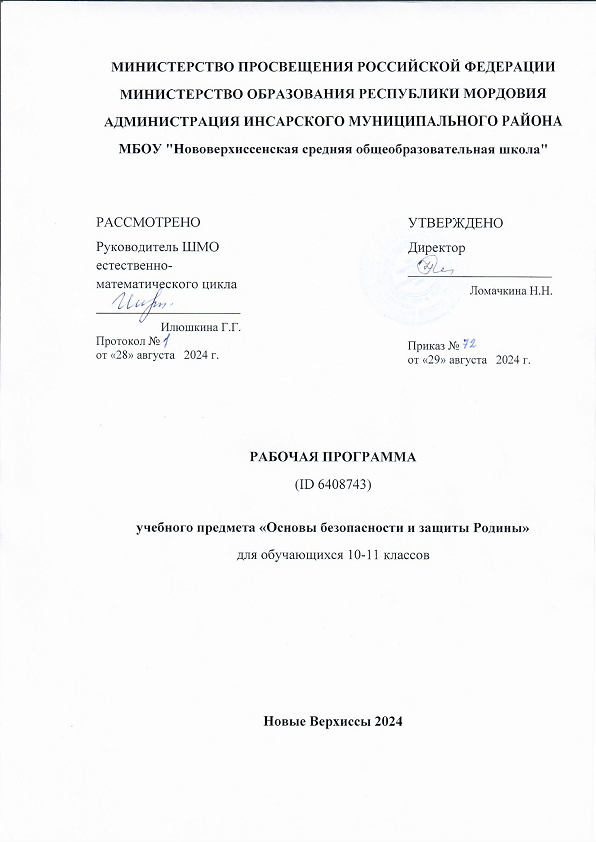 МИНИСТЕРСТВО ПРОСВЕЩЕНИЯ РОССИЙСКОЙ ФЕДЕРАЦИИ
МИНИСТЕРСТВО ОБРАЗОВАНИЯ РЕСПУБЛИКИ МОРДОВИЯ
АДМИНИСТРАЦИЯ ИНСАРСКОГО МУНИЦИПАЛЬНОГО РАЙОНА
МБОУ "Нововерхиссенская средняя общеобразовательная школа"
РАССМОТРЕНО
Руководитель ШМО
естественно-
математического цикла
Илюшкина Г.Г.
Протокол № 1
от «28» августа 2024 г.
УТВЕРЖДЕНО
Директор
Ломачкина Н.Н.
Приказ № 72
от «29» августа 2024 г.
РАБОЧАЯ ПРОГРАММА
(ID 6408743)
учебного предмета «Основы безопасности и защиты Родины»
для обучающихся 10-11 классов
Новые Верхиссы 2024